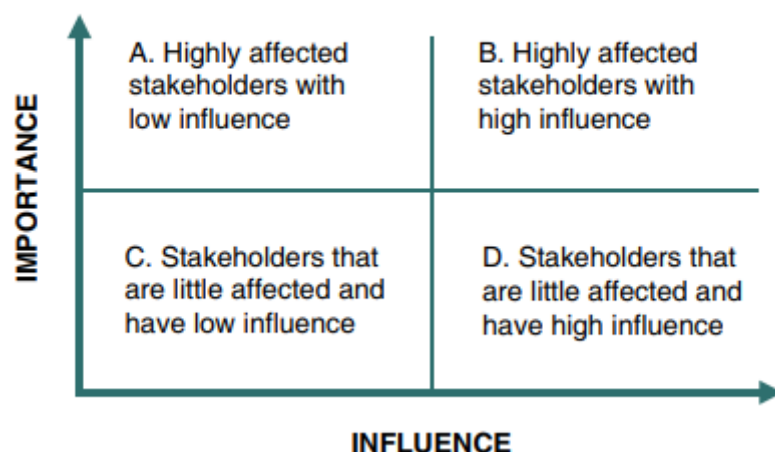 IMPORTANCE
A. Highly affected
stakeholders with
low influence
B. Highly affected
stakeholders with
high influence
C. Stakeholders that
are little affected and
have low influence
D. Stakeholders that
are little affected and
have high influence
INFLUENCE